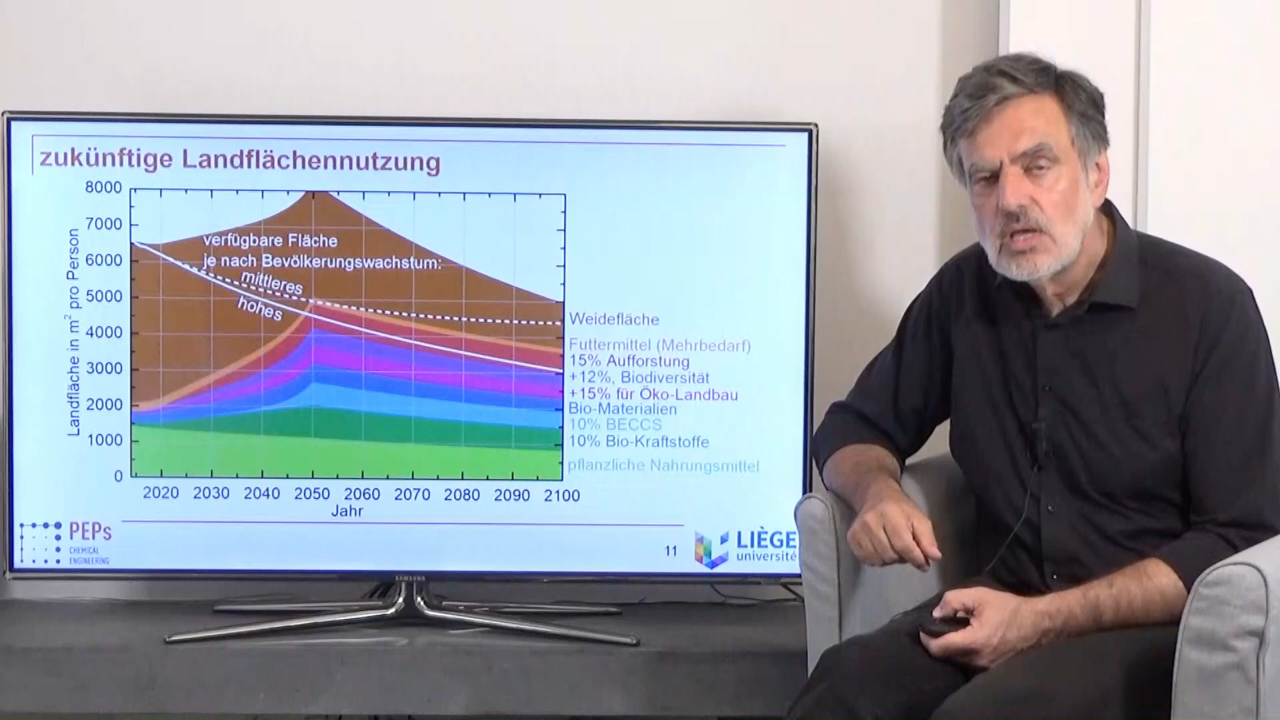 zukünftige Landflächennutzung
8000
7000
6000
5000
4000
3000
2000
1000
0
Landfläche in m² pro Person
verfügbare Fläche
je nach Bevölkerungswachstum:
mittleres
hohes
Weidefläche
Futtermittel (Mehrbedarf)
15% Aufforstung
+12%, Biodiversität
+15% für Öko-Landbau
Bio-Materialien
10% BECCS
10% Bio-Kraftstoffe
pflanzliche Nahrungsmittel
2020 2030 2040 2050 2060 2070 2080 2090 2100
Jahr
PEPs
CHEMICAL
ENGINEERING
11
LIÈGE
université
SAMSUNG